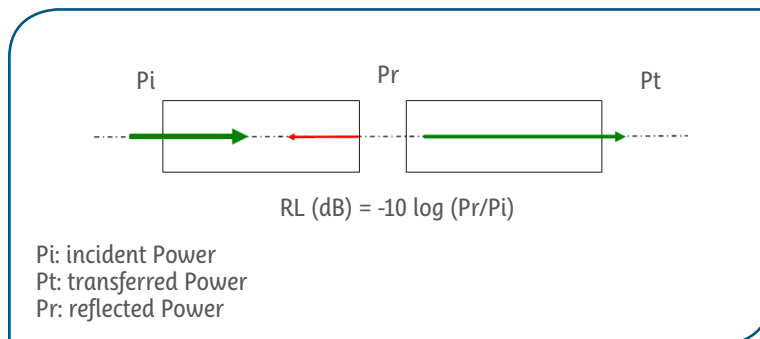 Pi
Pr
Pt
RL (dB) = -10 log (Pr/Pi)
Pi: incident Power
Pt: transferred Power
Pr: reflected Power